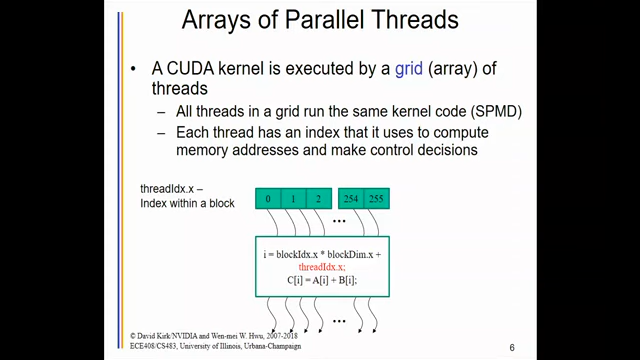 Arrays of Parallel Threads
• A CUDA kernel is executed by a grid (array) of
threads
– All threads in a grid run the same kernel code (SPMD)
– Each thread has an index that it uses to compute
memory addresses and make control decisions
threadIdx.x –
Index within a block
0 1 2 254 255
...
i = blockIdx.x * blockDim.x +
threadIdx.x;
C[i] = A[i] + B[i];
...
© David Kirk/NVIDIA and Wen-mei W. Hwu, 2007-2018
ECE408/CS483, University of Illinois, Urbana-Champaign
6